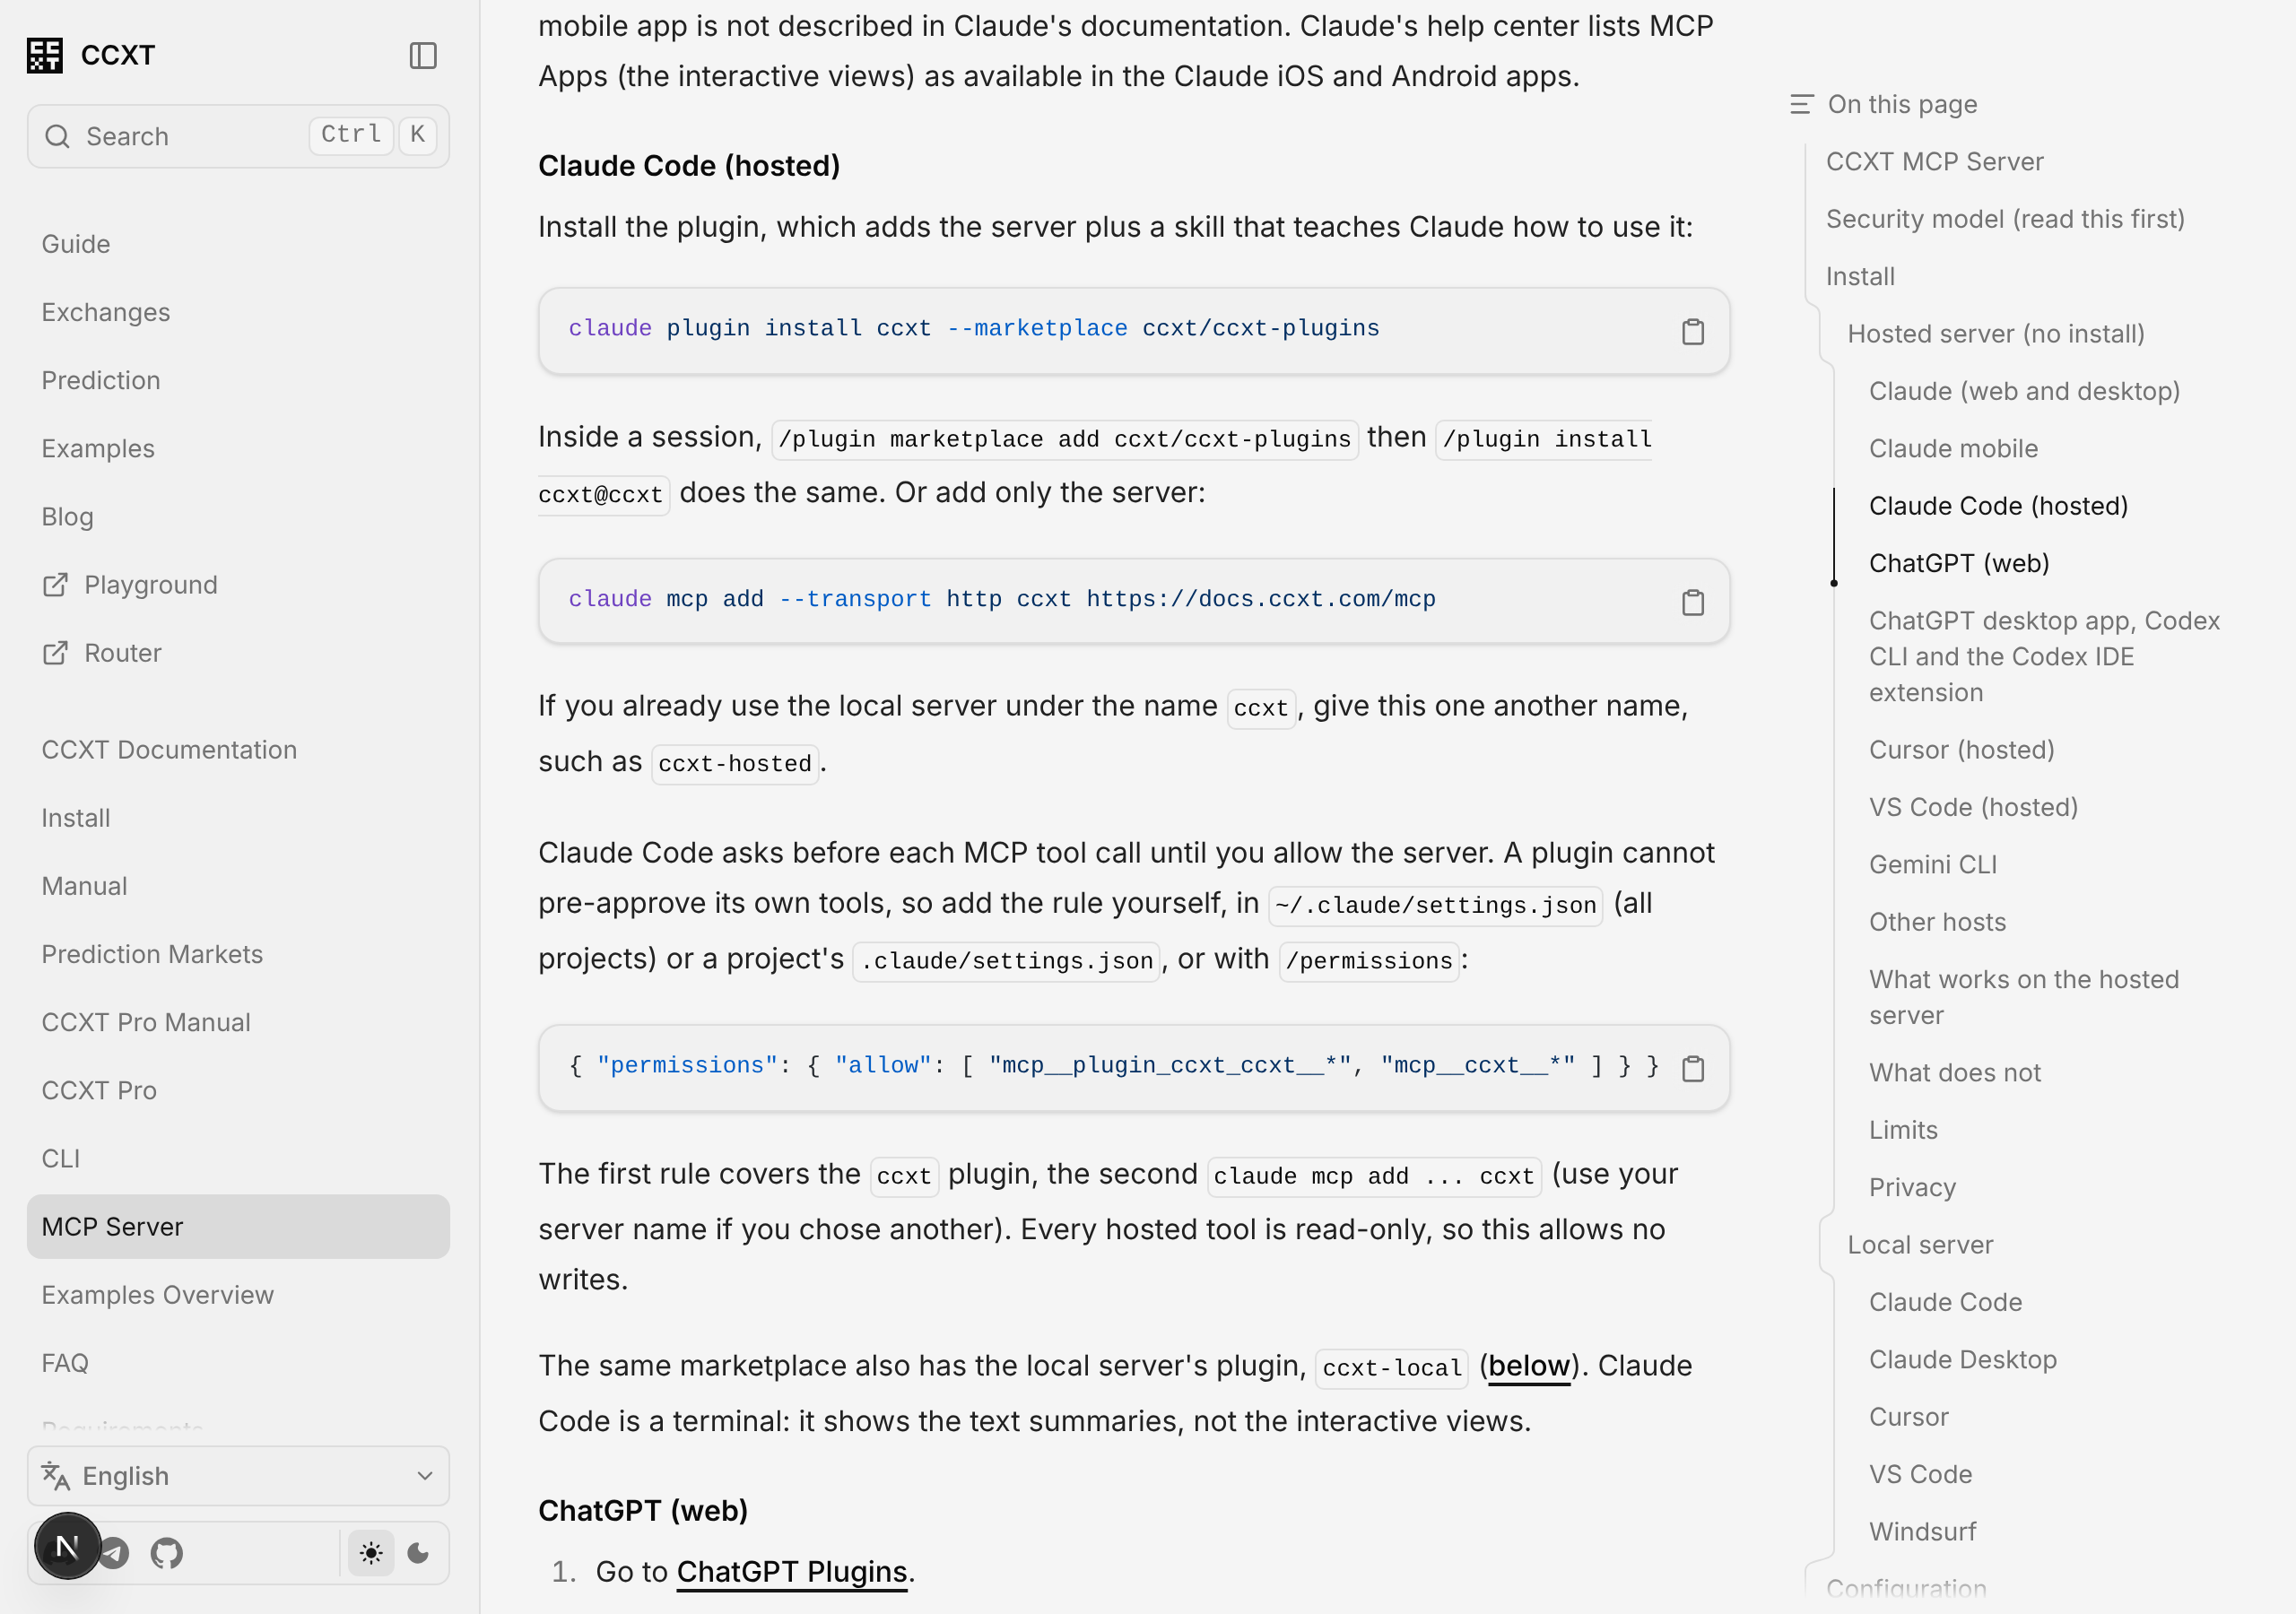 CCXT
Search Ctrl K
Guide
Exchanges
Prediction
Examples
Blog
Playground
Router
CCXT Documentation
Install
Manual
Prediction Markets
CCXT Pro Manual
CCXT Pro
CLI
MCP Server
Examples Overview
FAQ
Requirements
English
N
mobile app is not described in Claude's documentation. Claude's help center lists MCP
Apps (the interactive views) as available in the Claude iOS and Android apps.
Claude Code (hosted)
Install the plugin, which adds the server plus a skill that teaches Claude how to use it:
claude plugin install ccxt --marketplace ccxt/ccxt-plugins
Inside a session, /plugin marketplace add ccxt/ccxt-plugins then /plugin install
ccxt@ccxt does the same. Or add only the server:
claude mcp add --transport http ccxt https://docs.ccxt.com/mcp
If you already use the local server under the name ccxt, give this one another name,
such as ccxt-hosted.
Claude Code asks before each MCP tool call until you allow the server. A plugin cannot
pre-approve its own tools, so add the rule yourself, in ~/.claude/settings.json (all
projects) or a project's .claude/settings.json, or with /permissions:
{ "permissions": { "allow": [ "mcp__plugin_ccxt_ccxt__*", "mcp__ccxt__*" ] } }
The first rule covers the ccxt plugin, the second claude mcp add ... ccxt (use your
server name if you chose another). Every hosted tool is read-only, so this allows no
writes.
The same marketplace also has the local server's plugin, ccxt-local (below). Claude
Code is a terminal: it shows the text summaries, not the interactive views.
ChatGPT (web)
1. Go to ChatGPT Plugins.
On this page
CCXT MCP Server
Security model (read this first)
Install
Hosted server (no install)
Claude (web and desktop)
Claude mobile
Claude Code (hosted)
ChatGPT (web)
ChatGPT desktop app, Codex
CLI and the Codex IDE
extension
Cursor (hosted)
VS Code (hosted)
Gemini CLI
Other hosts
What works on the hosted
server
What does not
Limits
Privacy
Local server
Claude Code
Claude Desktop
Cursor
VS Code
Windsurf
Configuration